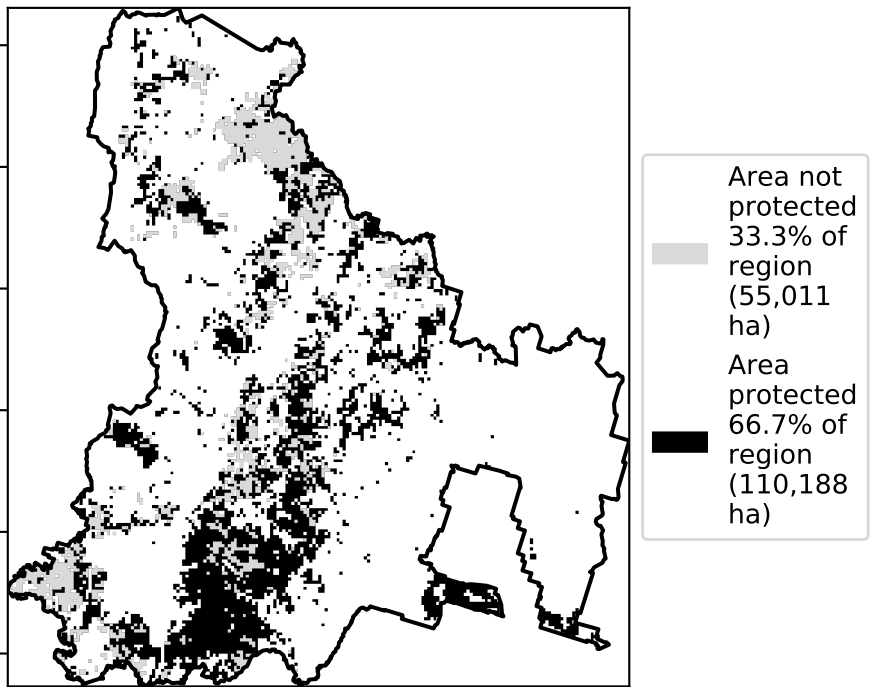 Area not
protected
33.3% of
region
(55,011
ha)
Area
protected
66.7% of
region
(110,188
ha)